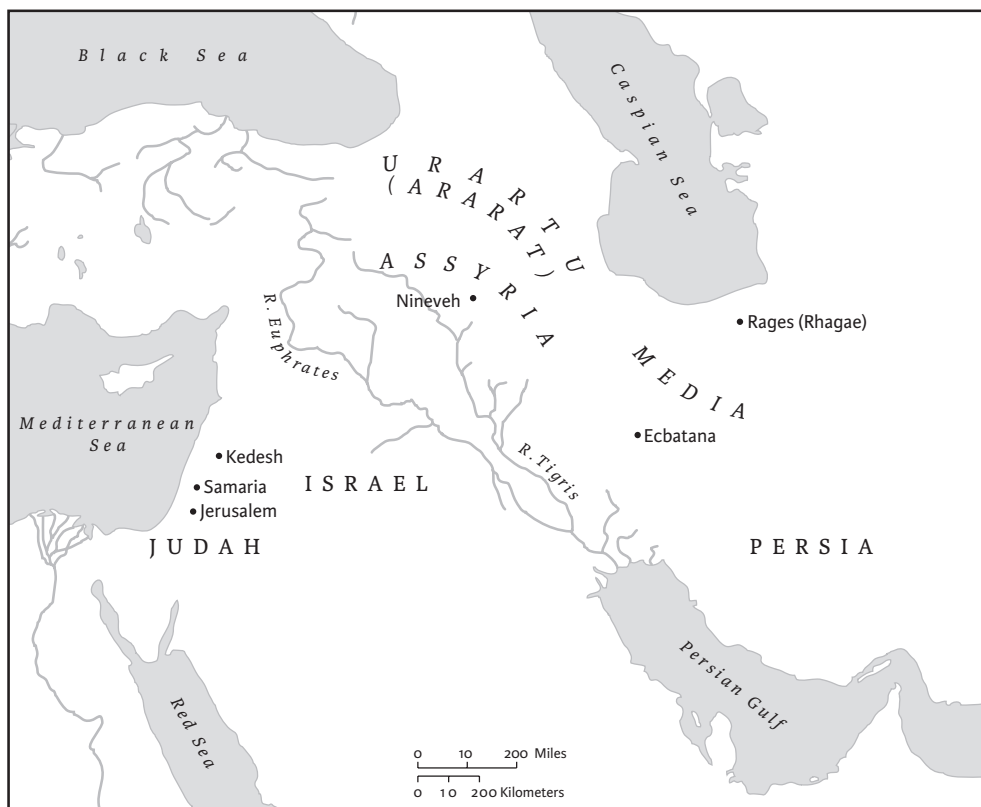 Black Sea
Caspian Sea
URARTU
(ARARAT)
ASSYRIA
Nineveh
R. Euphrates
Rages (Rhagae)
MEDIA
Mediterranean
Sea
Ecbatana
Kedesh
R. Tigris
ISRAEL
Samaria
Jerusalem
JUDAH
PERSIA
Persian Gulf
Red Sea
0 10 200 Miles
0 10 200 Kilometers